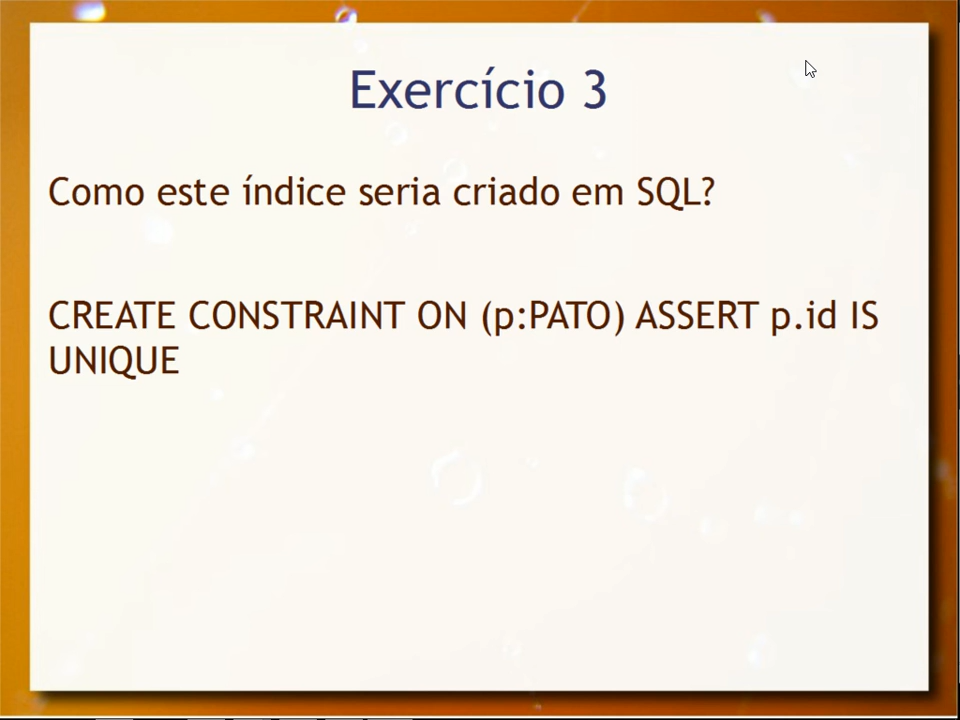 Exercício 3
Como este índice seria criado em SQL?
CREATE CONSTRAINT ON (p:PATO) ASSERT p.id IS
UNIQUE